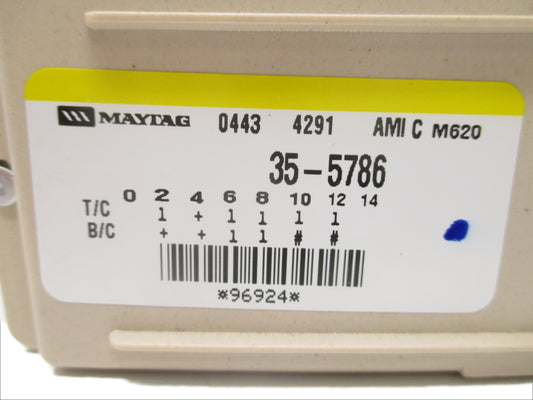 MAYTAG 0443 4291 AMI C M620
35-5786
0 2 4 6 8 10 12 14
T/C 1 + 1 1 1 1
B/C + + 1 1 # #
*96924*